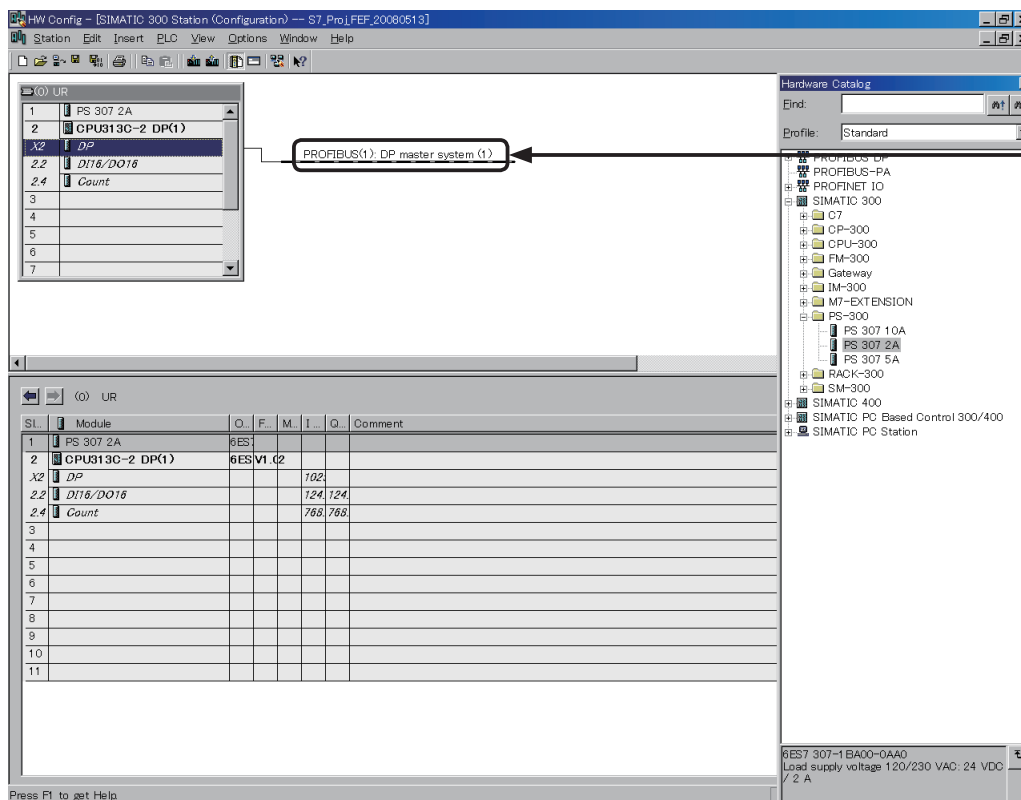 HW Config - [SIMATIC 300 Station (Configuration) -- S7_Proj_FEF_20080513]
Station Edit Insert PLC View Options Window Help
(0) UR
1 PS 307 2A
2 CPU313C-2 DP(1)
X2 DP
2.2 DI16/DO16
2.4 Count
3
4
5
6
7
PROFIBUS(1): DP master system (1)
Hardware Catalog
Find:
Profile: Standard
PROFIBUS DP
PROFIBUS-PA
PROFINET IO
SIMATIC 300
C7
CP-300
CPU-300
FM-300
Gateway
IM-300
M7-EXTENSION
PS-300
PS 307 10A
PS 307 2A
PS 307 5A
RACK-300
SM-300
SIMATIC 400
SIMATIC PC Based Control 300/400
SIMATIC PC Station
(0) UR
Sl... Module O... F... M... I ... Q... Comment
1 PS 307 2A 6ES7
2 CPU313C-2 DP(1) 6ES V1.0 2
X2 DP 102
2.2 DI16/DO16 124. 124.
2.4 Count 768. 768.
3
4
5
6
7
8
9
10
11
6ES7 307-1BA00-0AA0
Load supply voltage 120/230 VAC: 24 VDC
/ 2 A
Press F1 to get Help.